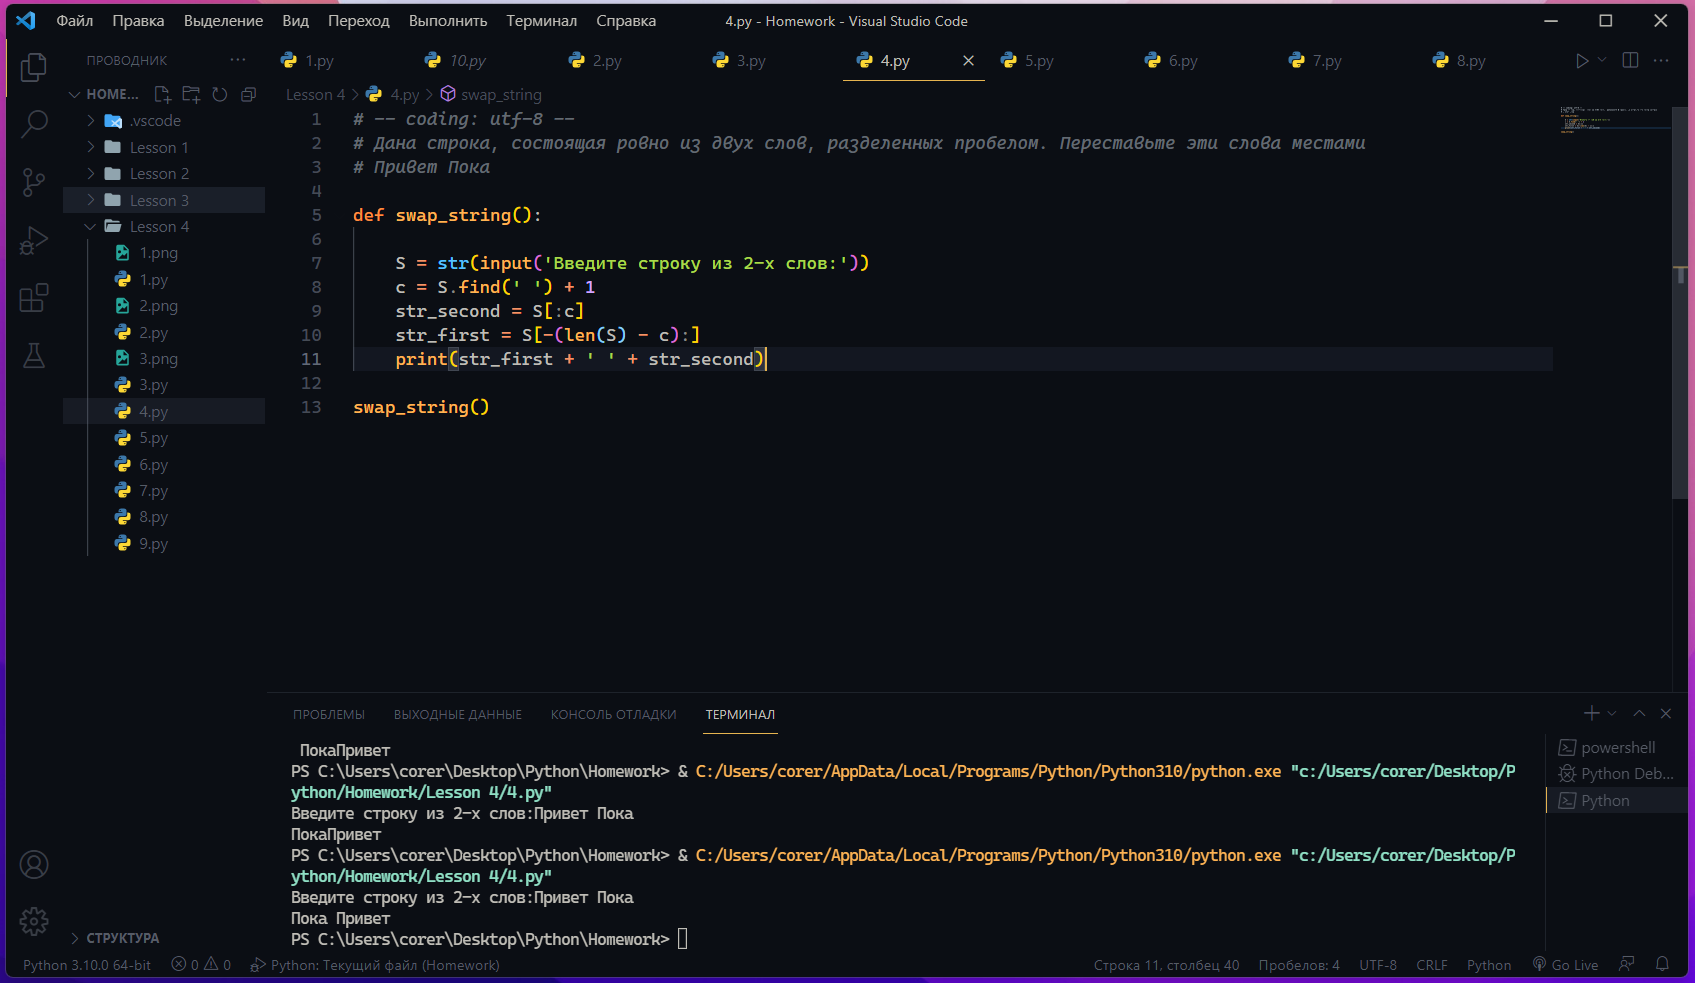 Файл Правка Выделение Вид Переход Выполнить Терминал Справка 4.py - Homework - Visual Studio Code
ПРОВОДНИК ··· 1.py 10.py 2.py 3.py 4.py 5.py 6.py 7.py 8.py
HOME... Lesson 4 > 4.py > swap_string
.vscode
Lesson 1
Lesson 2
Lesson 3
Lesson 4
1.png
1.py
2.png
2.py
3.png
3.py
4.py
5.py
6.py
7.py
8.py
9.py
СТРУКТУРА
1 # -- coding: utf-8 --
2 # Дана строка, состоящая ровно из двух слов, разделенных пробелом. Переставьте эти слова местами
3 # Привет Пока
4
5 def swap_string():
6
7     S = str(input('Введите строку из 2-х слов:'))
8     c = S.find(' ') + 1
9     str_second = S[:c]
10     str_first = S[-(len(S) - c):]
11     print(str_first + ' ' + str_second)
12
13 swap_string()
ПРОБЛЕМЫ ВЫХОДНЫЕ ДАННЫЕ КОНСОЛЬ ОТЛАДКИ ТЕРМИНАЛ
 ПокаПривет
PS C:\Users\corer\Desktop\Python\Homework> & C:/Users/corer/AppData/Local/Programs/Python/Python310/python.exe "c:/Users/corer/Desktop/P
ython/Homework/Lesson 4/4.py"
Введите строку из 2-х слов:Привет Пока
ПокаПривет
PS C:\Users\corer\Desktop\Python\Homework> & C:/Users/corer/AppData/Local/Programs/Python/Python310/python.exe "c:/Users/corer/Desktop/P
ython/Homework/Lesson 4/4.py"
Введите строку из 2-х слов:Привет Пока
Пока Привет
PS C:\Users\corer\Desktop\Python\Homework>
powershell
Python Deb...
Python
Python 3.10.0 64-bit 0 0 Python: Текущий файл (Homework) Строка 11, столбец 40 Пробелов: 4 UTF-8 CRLF Python Go Live